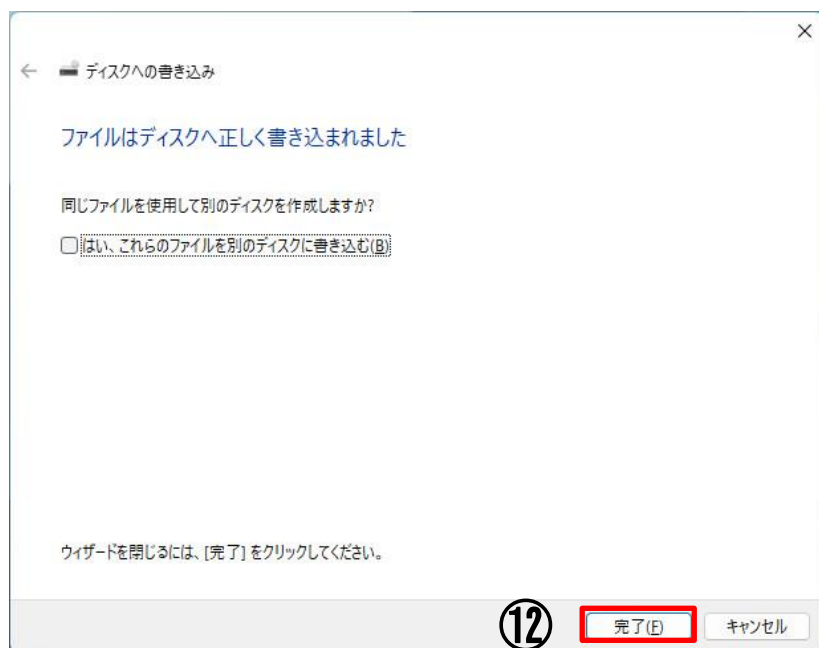 ディスクへの書き込み
ファイルはディスクへ正しく書き込まれました
同じファイルを使用して別のディスクを作成しますか?
はい、これらのファイルを別のディスクに書き込む(B)
ウィザードを閉じるには、[完了] をクリックしてください。
⑫ 完了(F) キャンセル